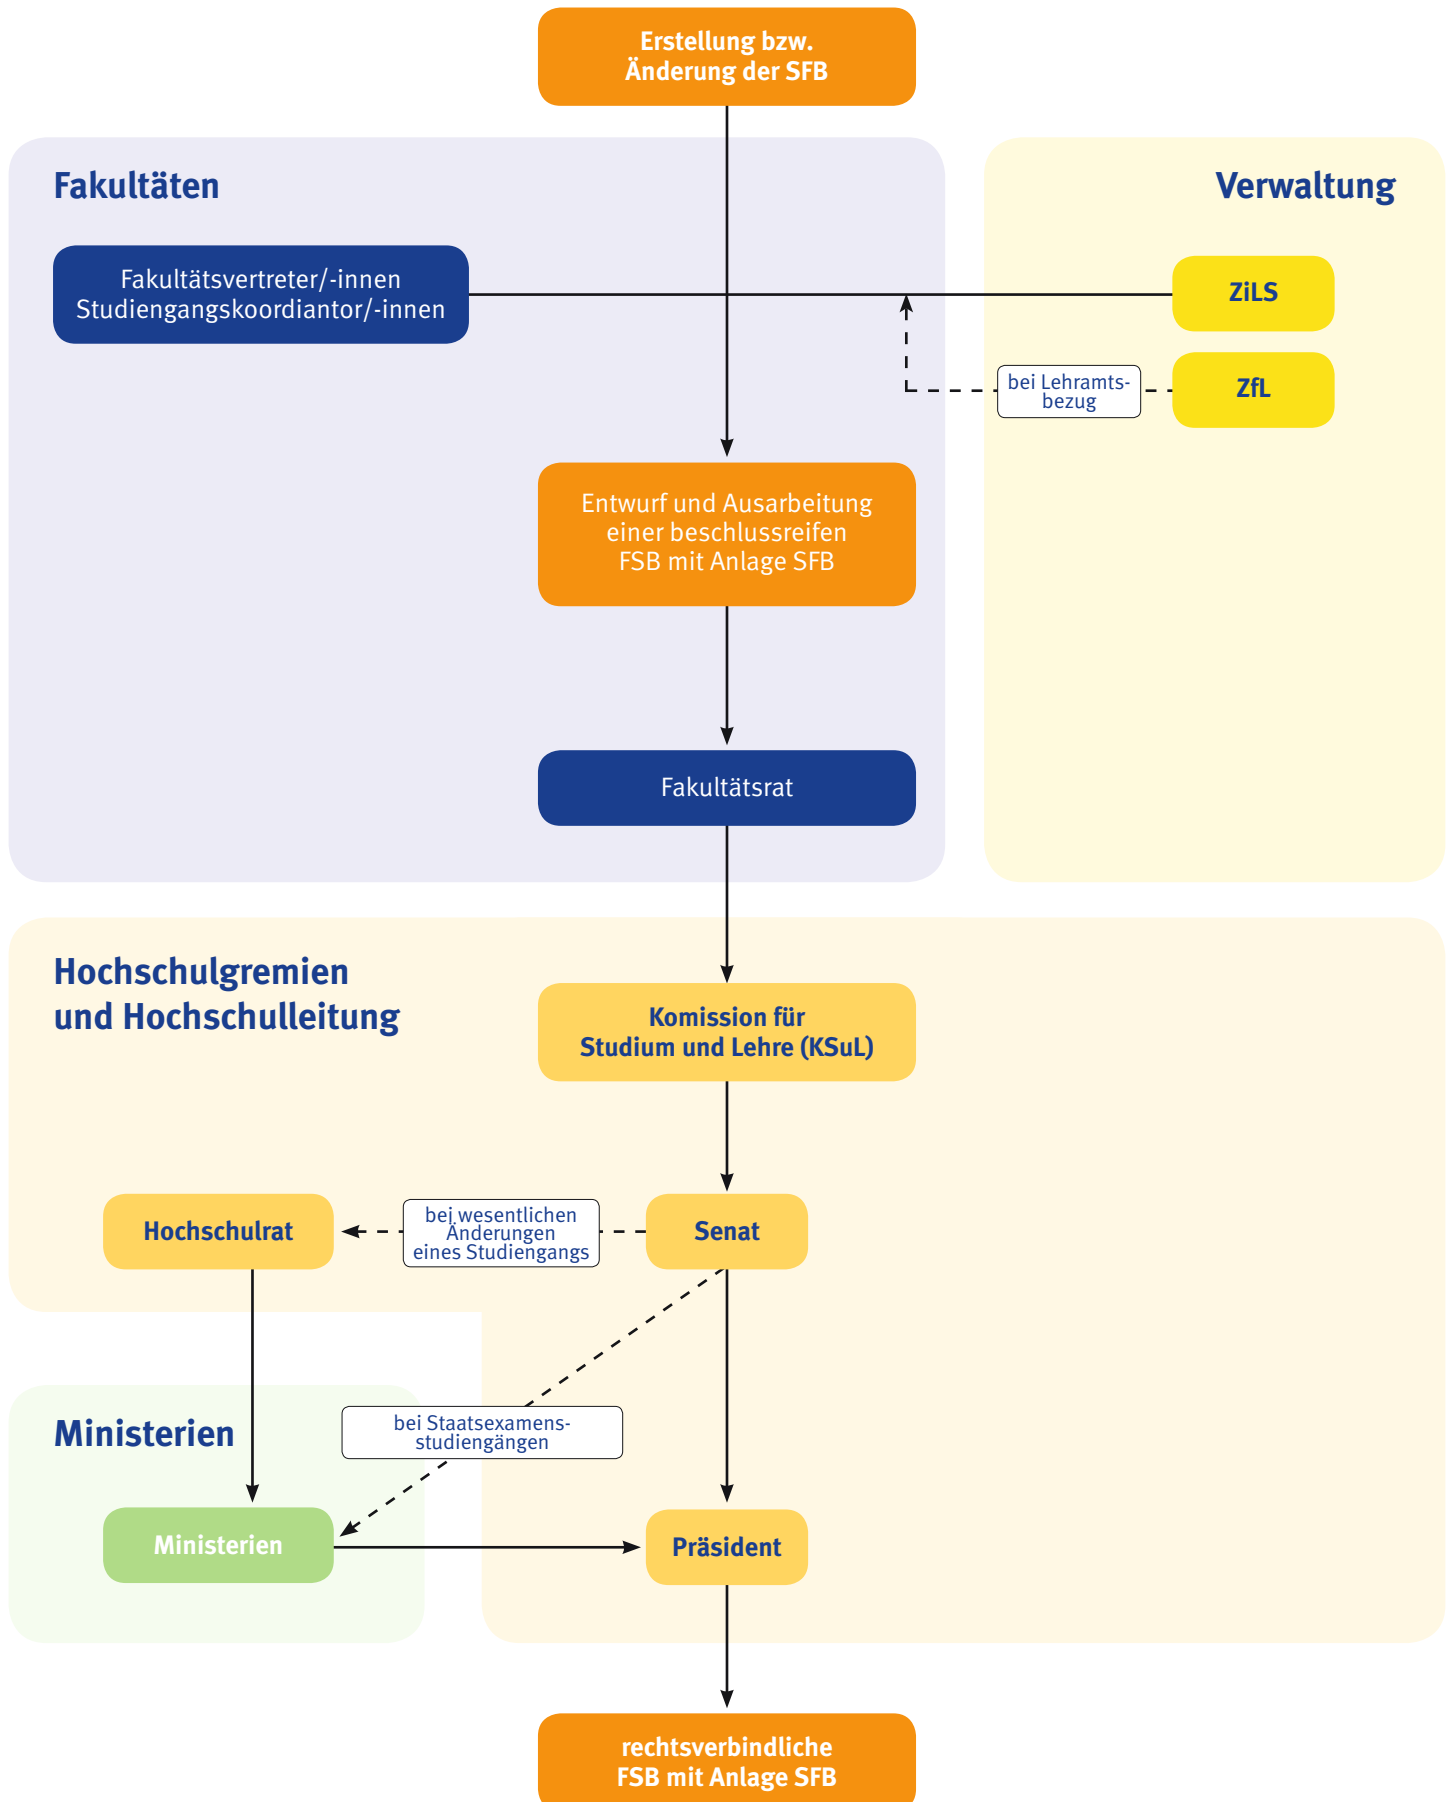 Erstellung bzw.
Änderung der SFB
Fakultäten
Verwaltung
Fakultätsvertreter/-innen
Studiengangskoordiantor/-innen
ZiLS
ZfL
bei Lehramts-
bezug
Entwurf und Ausarbeitung
einer beschlussreifen
FSB mit Anlage SFB
Fakultätsrat
Hochschulgremien
und Hochschulleitung
Komission für
Studium und Lehre (KSuL)
Hochschulrat
bei wesentlichen
Änderungen
eines Studiengangs
Senat
Ministerien
bei Staatsexamens-
studiengängen
Ministerien
Präsident
rechtsverbindliche
FSB mit Anlage SFB